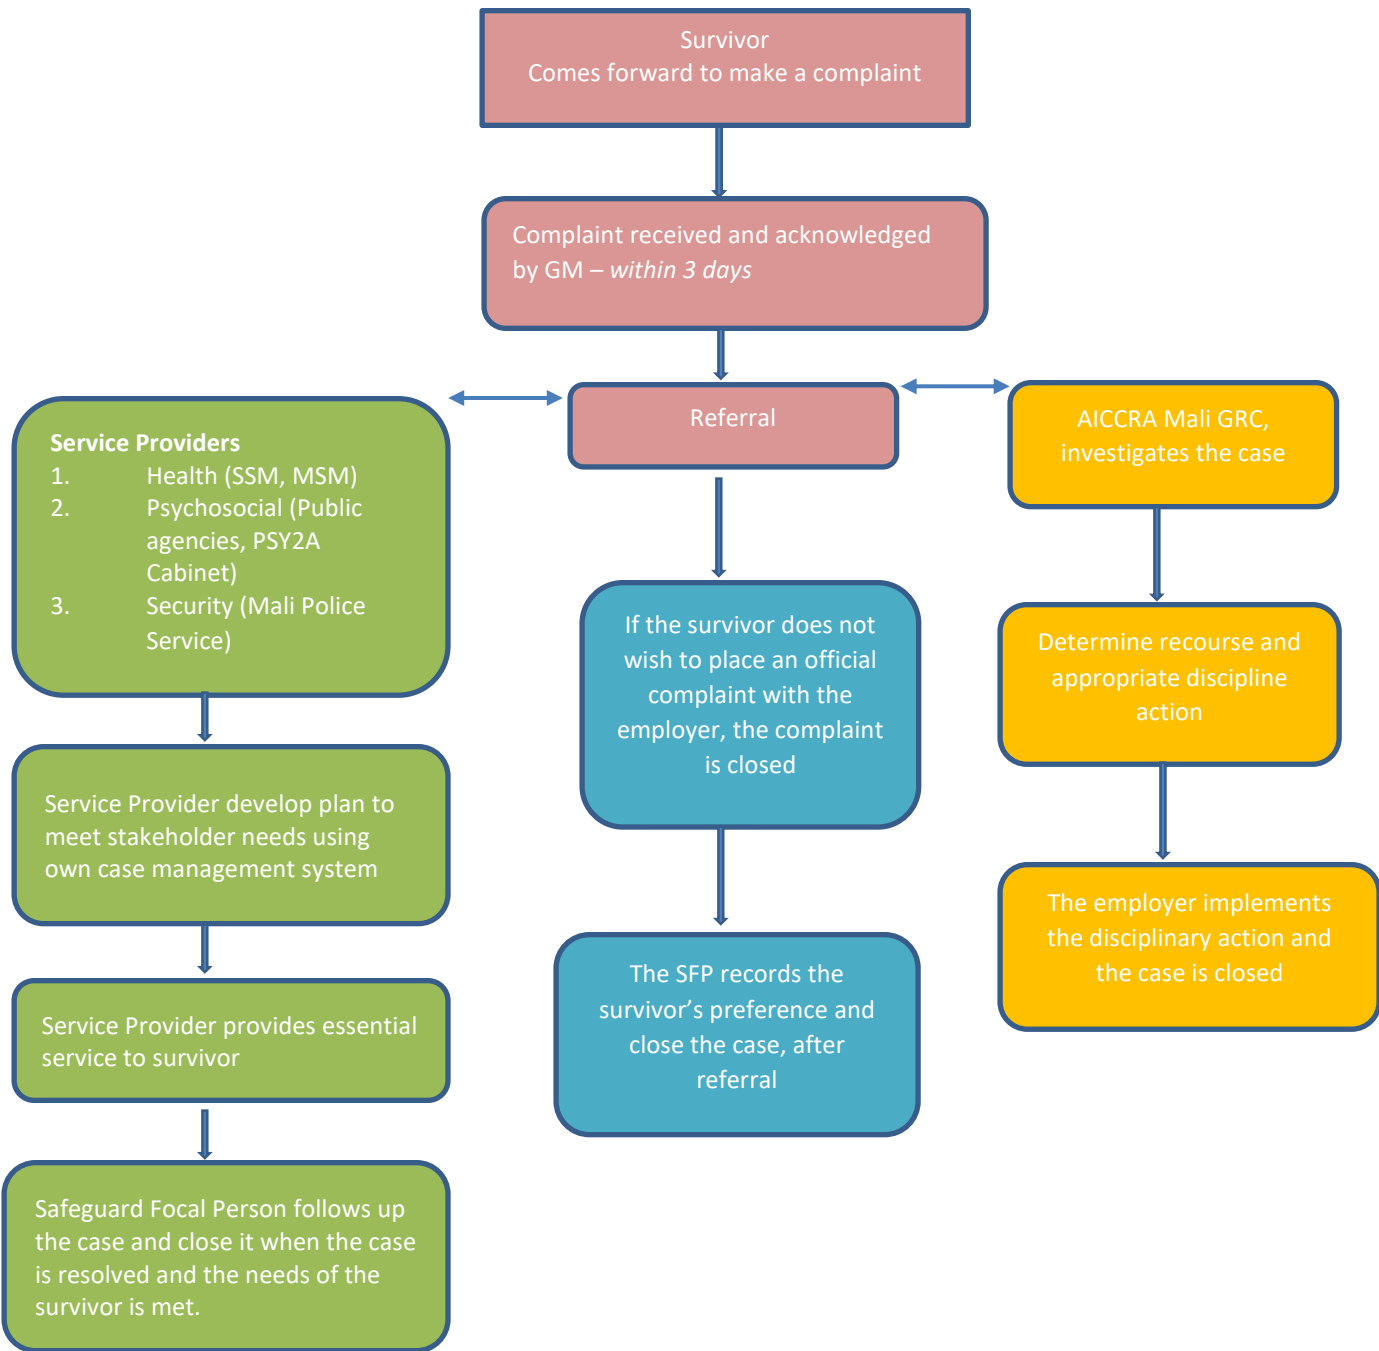 Survivor
Comes forward to make a complaint
Complaint received and acknowledged
by GM – within 3 days
Referral
Service Providers
1. Health (SSM, MSM)
2. Psychosocial (Public
agencies, PSY2A
Cabinet)
3. Security (Mali Police
Service)
Service Provider develop plan to
meet stakeholder needs using
own case management system
Service Provider provides essential
service to survivor
Safeguard Focal Person follows up
the case and close it when the case
is resolved and the needs of the
survivor is met.
If the survivor does not
wish to place an official
complaint with the
employer, the complaint
is closed
The SFP records the
survivor’s preference and
close the case, after
referral
AICCRA Mali GRC,
investigates the case
Determine recourse and
appropriate discipline
action
The employer implements
the disciplinary action and
the case is closed